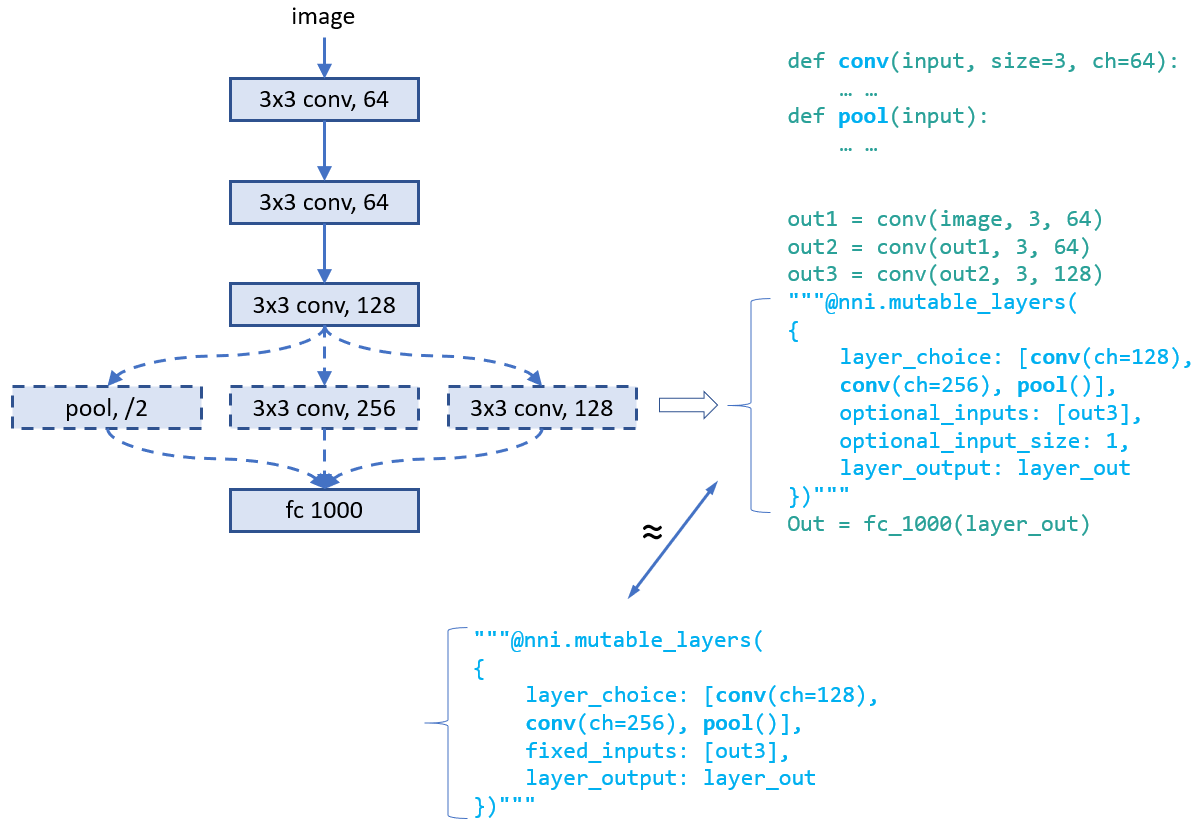 image
3x3 conv, 64
3x3 conv, 64
3x3 conv, 128
pool, /2
3x3 conv, 256
3x3 conv, 128
fc 1000
def conv(input, size=3, ch=64):
… …
def pool(input):
… …
out1 = conv(image, 3, 64)
out2 = conv(out1, 3, 64)
out3 = conv(out2, 3, 128)
"""@nni.mutable_layers(
{
layer_choice: [conv(ch=128),
conv(ch=256), pool()],
optional_inputs: [out3],
optional_input_size: 1,
layer_output: layer_out
})"""
Out = fc_1000(layer_out)
≈
"""@nni.mutable_layers(
{
layer_choice: [conv(ch=128),
conv(ch=256), pool()],
fixed_inputs: [out3],
layer_output: layer_out
})"""